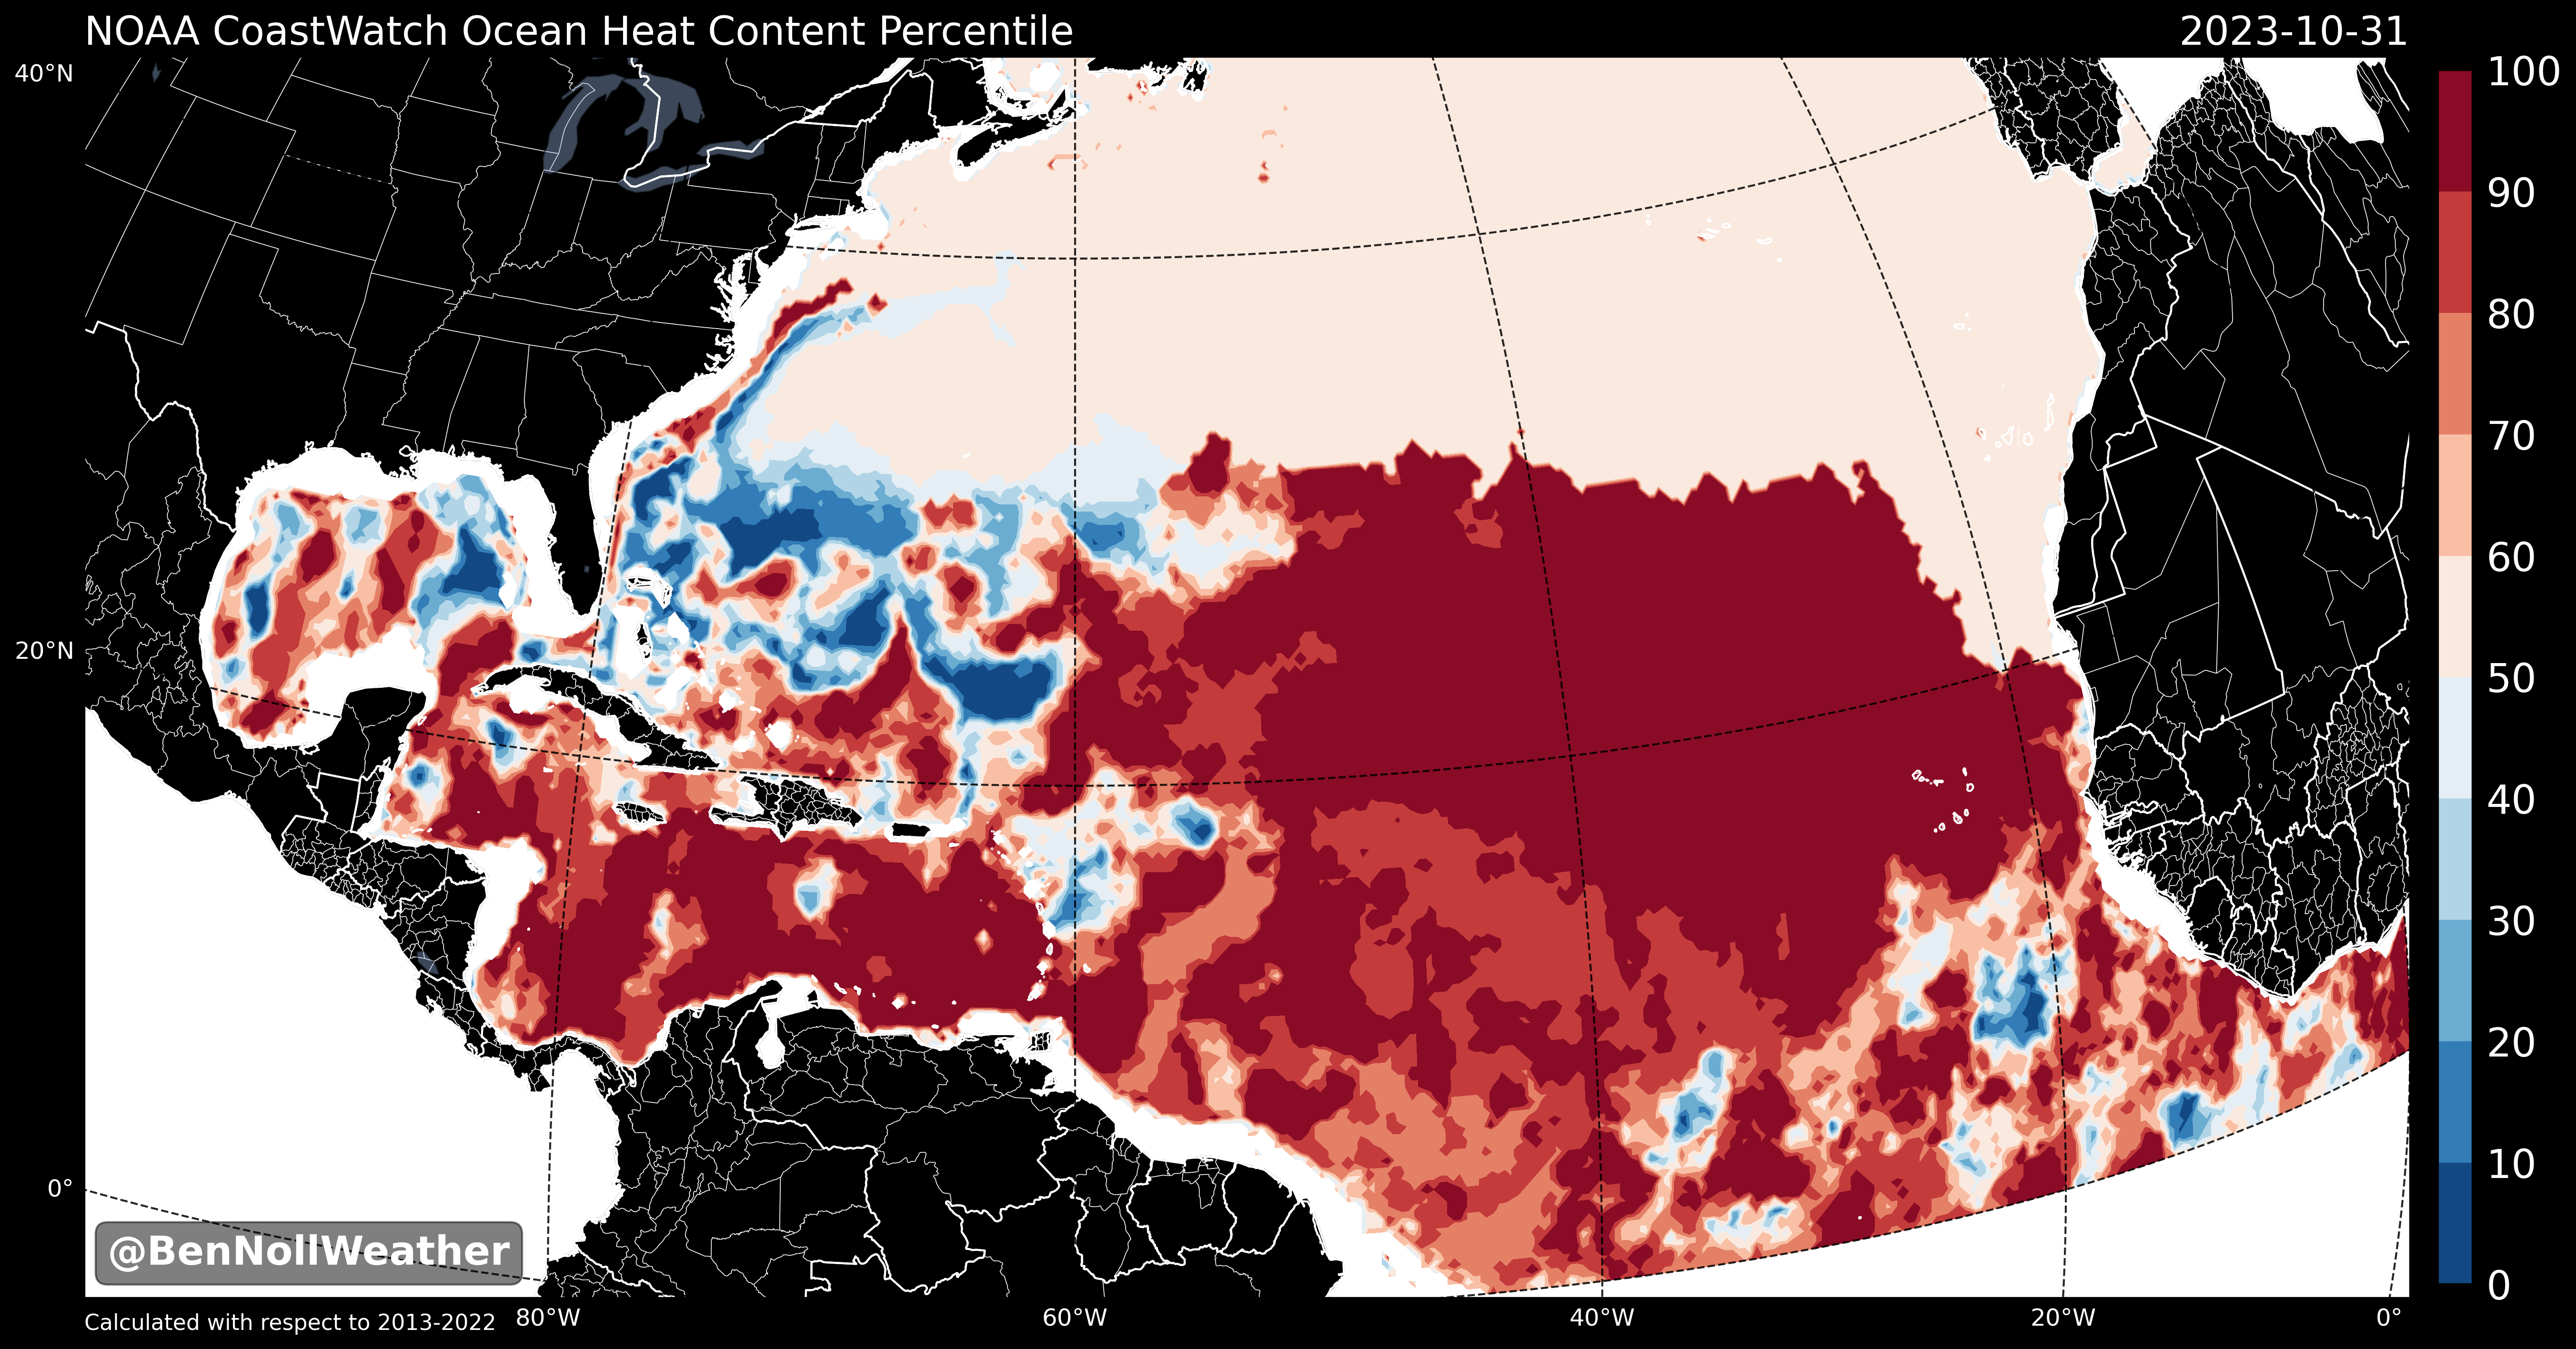 NOAA CoastWatch Ocean Heat Content Percentile
2023-10-31
40°N
20°N
0°
100
90
80
70
60
50
40
30
20
10
0
@BenNollWeather
Calculated with respect to 2013-2022
80°W
60°W
40°W
20°W
0°